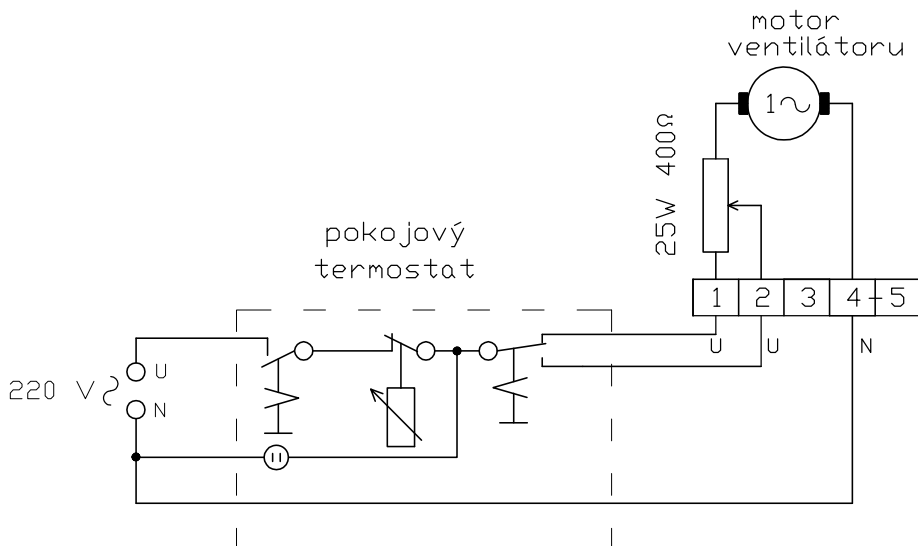 motor
ventilátoru
1
25W 400Ω
pokojový
termostat
1 2 3 4 5
U U N
220 V
U
N